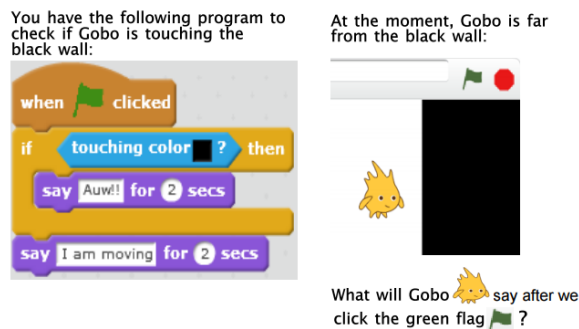 You have the following program to
check if Gobo is touching the
black wall:
when clicked
if touching color ? then
say Auw!! for 2 secs
say I am moving for 2 secs
At the moment, Gobo is far
from the black wall:
What will Gobo say after we
click the green flag ?